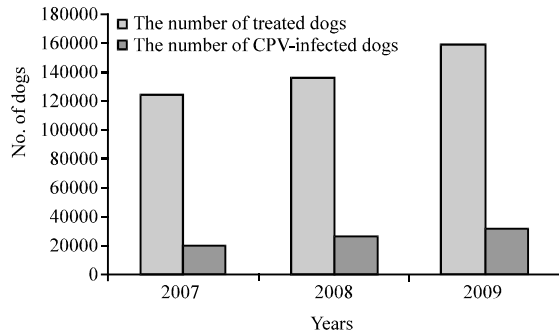 180000
160000
140000
120000
100000
80000
60000
40000
20000
0
No. of dogs
The number of treated dogs
The number of CPV-infected dogs
2007 2008 2009
Years